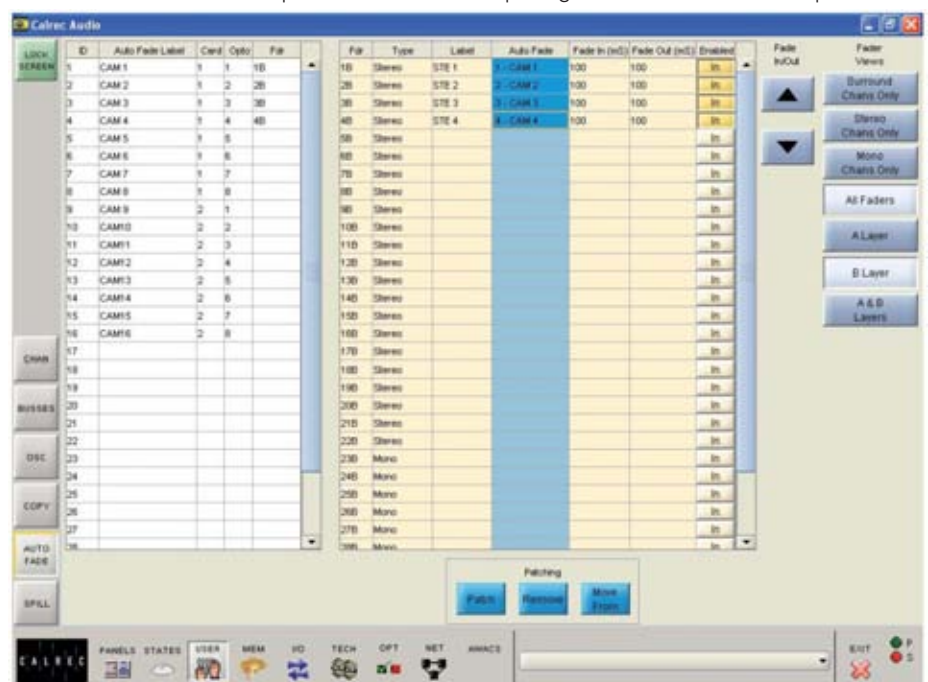 Calrec Audio
LOCK SCREEN
ID Auto Fade Label Card Opto Fdr
1 CAM 1 1 1 1B
2 CAM 2 1 2 2B
3 CAM 3 1 3 3B
4 CAM 4 1 4 4B
5 CAM 5 1 5
6 CAM 6 1 6
7 CAM 7 1 7
8 CAM 8 1 8
9 CAM 9 2 1
10 CAM10 2 2
11 CAM11 2 3
12 CAM12 2 4
13 CAM13 2 5
14 CAM14 2 6
15 CAM15 2 7
16 CAM16 2 8
17
18
19
20
21
22
23
24
25
26
27
28
Fdr Type Label Auto Fade Fade In (mS) Fade Out (mS) Enabled
1B Stereo STE 1 1 - CAM 1 100 100 In
2B Stereo STE 2 2 - CAM 2 100 100 In
3B Stereo STE 3 3 - CAM 3 100 100 In
4B Stereo STE 4 4 - CAM 4 100 100 In
5B Stereo In
6B Stereo In
7B Stereo In
8B Stereo In
9B Stereo In
10B Stereo In
11B Stereo In
12B Stereo In
13B Stereo In
14B Stereo In
15B Stereo In
16B Stereo In
17B Stereo In
18B Stereo In
19B Stereo In
20B Stereo In
21B Stereo In
22B Stereo In
23B Mono In
24B Mono In
25B Mono In
26B Mono In
27B Mono In
28B Mono In
Fade In/Out
Fader Views
Surround Chans Only
Stereo Chans Only
Mono Chans Only
All Faders
A Layer
B Layer
A & B Layers
CHAN
BUSSES
OSC
COPY
AUTO FADE
SPILL
Patching
Patch Remove Move From
CALREC PANELS STATES USER MEM I/O TECH OPT NET AWACS EXIT P
S